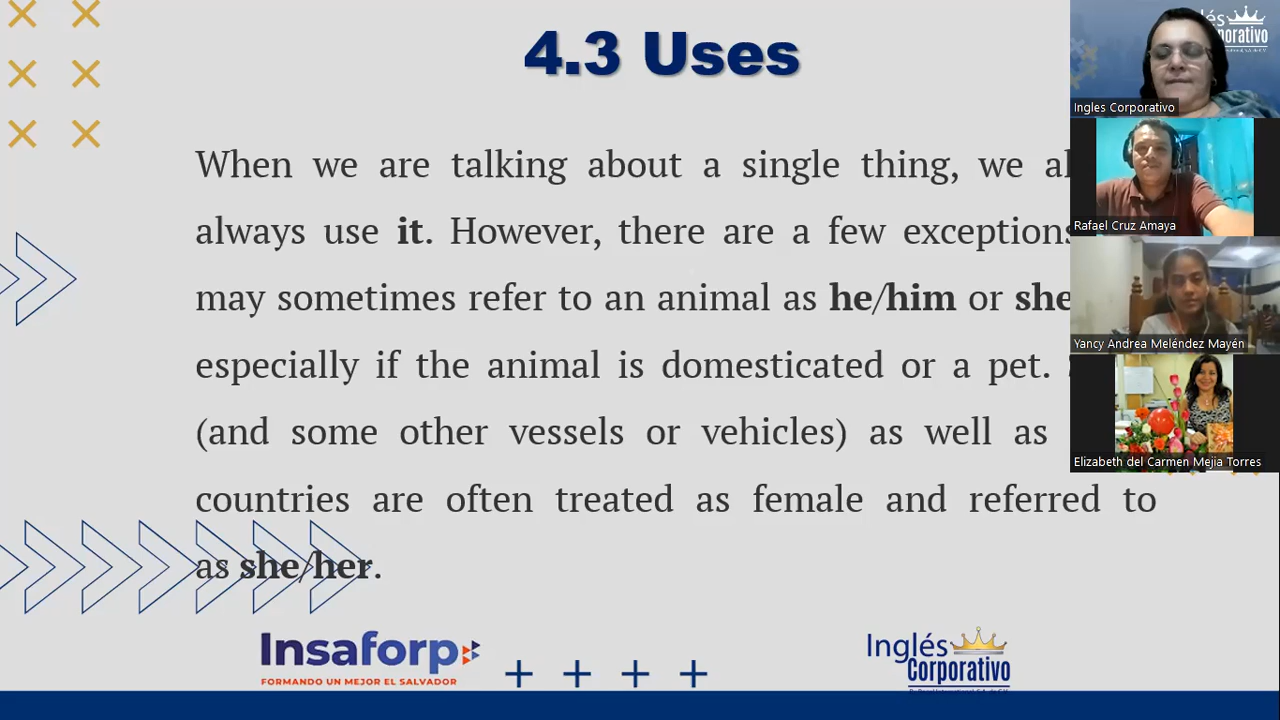 4.3 Uses
When we are talking about a single thing, we
always use it. However, there are a few exceptions
may sometimes refer to an animal as he/him or she
especially if the animal is domesticated or a pet.
(and some other vessels or vehicles) as well as
countries are often treated as female and referred to
as she/her.
Insaforp
FORMANDO UN MEJOR EL SALVADOR
Inglés
Corporativo
Ingles Corporativo
Rafael Cruz Amaya
Yancy Andrea Meléndez Mayén
Elizabeth del Carmen Mejia Torres